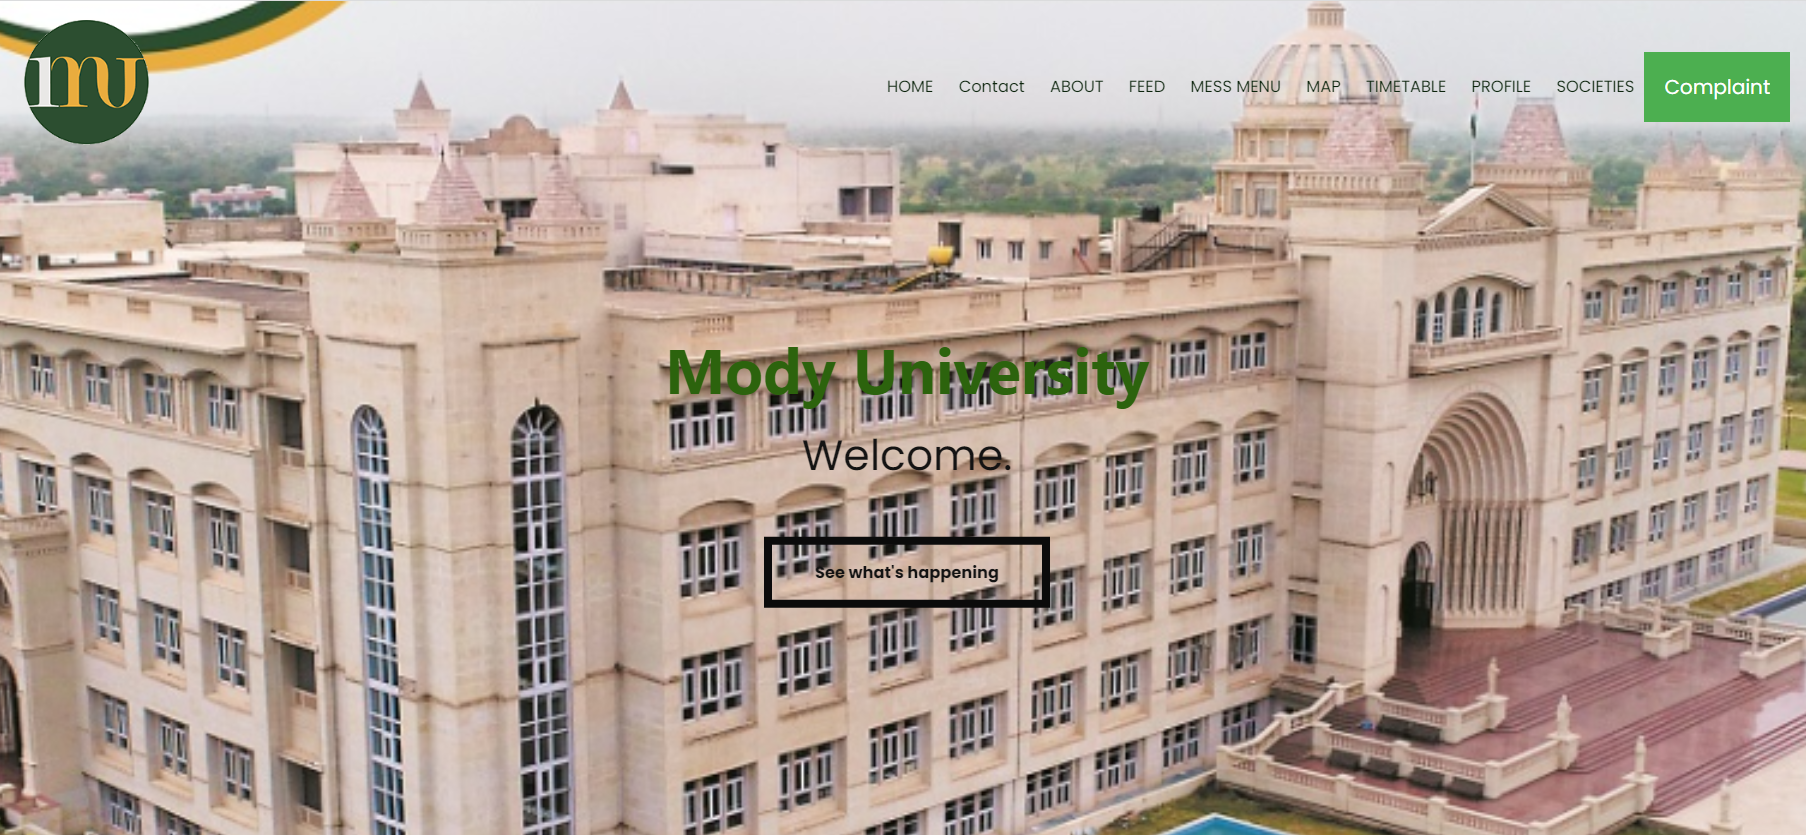 mu
HOME Contact ABOUT FEED MESS MENU MAP TIMETABLE PROFILE SOCIETIES Complaint
Mody University
Welcome.
See what's happening